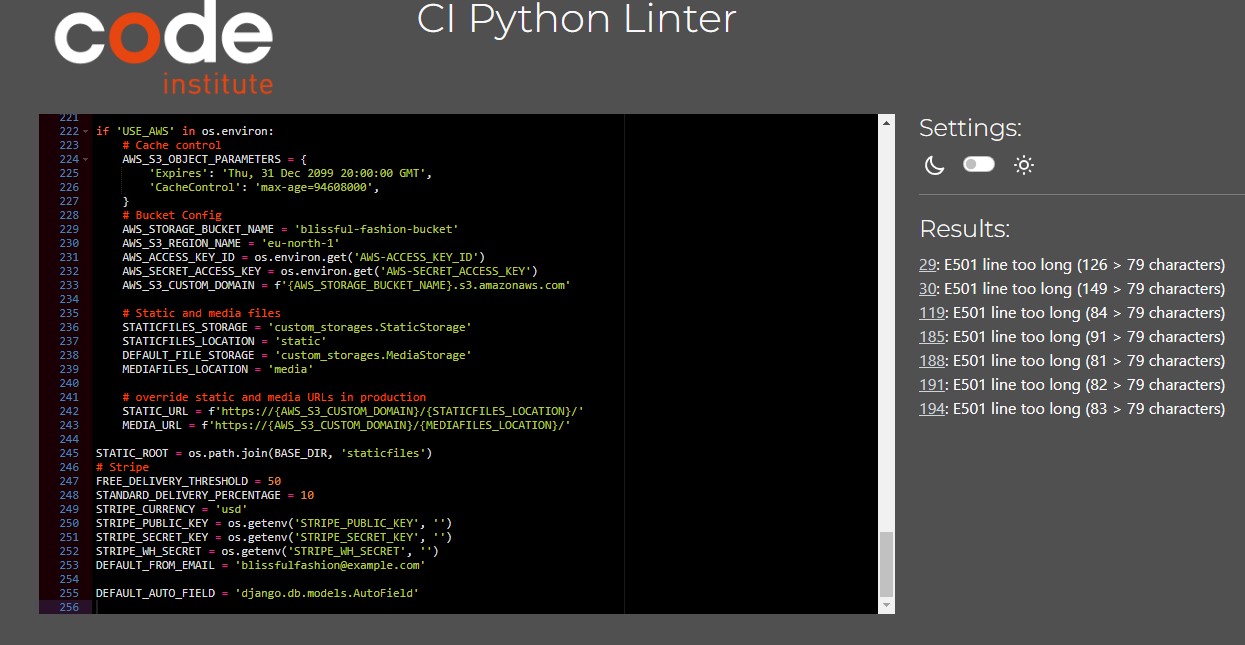 code
institute
CI Python Linter
221
222 if 'USE_AWS' in os.environ:
223 # Cache control
224 AWS_S3_OBJECT_PARAMETERS = {
225 'Expires': 'Thu, 31 Dec 2099 20:00:00 GMT',
226 'CacheControl': 'max-age=94608000',
227 }
228 # Bucket Config
229 AWS_STORAGE_BUCKET_NAME = 'blissful-fashion-bucket'
230 AWS_S3_REGION_NAME = 'eu-north-1'
231 AWS_ACCESS_KEY_ID = os.environ.get('AWS-ACCESS_KEY_ID')
232 AWS_SECRET_ACCESS_KEY = os.environ.get('AWS-SECRET_ACCESS_KEY')
233 AWS_S3_CUSTOM_DOMAIN = f'{AWS_STORAGE_BUCKET_NAME}.s3.amazonaws.com'
234
235 # Static and media files
236 STATICFILES_STORAGE = 'custom_storages.StaticStorage'
237 STATICFILES_LOCATION = 'static'
238 DEFAULT_FILE_STORAGE = 'custom_storages.MediaStorage'
239 MEDIAFILES_LOCATION = 'media'
240
241 # override static and media URLs in production
242 STATIC_URL = f'https://{AWS_S3_CUSTOM_DOMAIN}/{STATICFILES_LOCATION}/'
243 MEDIA_URL = f'https://{AWS_S3_CUSTOM_DOMAIN}/{MEDIAFILES_LOCATION}/'
244
245 STATIC_ROOT = os.path.join(BASE_DIR, 'staticfiles')
246 # Stripe
247 FREE_DELIVERY_THRESHOLD = 50
248 STANDARD_DELIVERY_PERCENTAGE = 10
249 STRIPE_CURRENCY = 'usd'
250 STRIPE_PUBLIC_KEY = os.getenv('STRIPE_PUBLIC_KEY', '')
251 STRIPE_SECRET_KEY = os.getenv('STRIPE_SECRET_KEY', '')
252 STRIPE_WH_SECRET = os.getenv('STRIPE_WH_SECRET', '')
253 DEFAULT_FROM_EMAIL = 'blissfulfashion@example.com'
254
255 DEFAULT_AUTO_FIELD = 'django.db.models.AutoField'
256
Settings:
Results:
29: E501 line too long (126 > 79 characters)
30: E501 line too long (149 > 79 characters)
119: E501 line too long (84 > 79 characters)
185: E501 line too long (91 > 79 characters)
188: E501 line too long (81 > 79 characters)
191: E501 line too long (82 > 79 characters)
194: E501 line too long (83 > 79 characters)